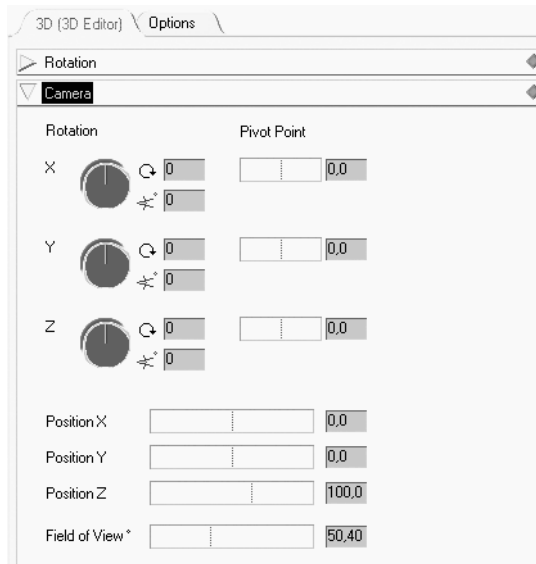 3D (3D Editor) Options
Rotation
Camera
Rotation Pivot Point
X 0 0,0
0
Y 0 0,0
0
Z 0 0,0
0
Position X 0,0
Position Y 0,0
Position Z 100,0
Field of View ° 50,40